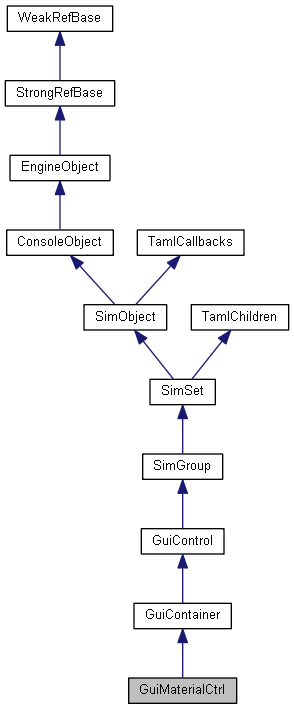 WeakRefBase
StrongRefBase
EngineObject
ConsoleObject
TamlCallbacks
SimObject
TamlChildren
SimSet
SimGroup
GuiControl
GuiContainer
GuiMaterialCtrl